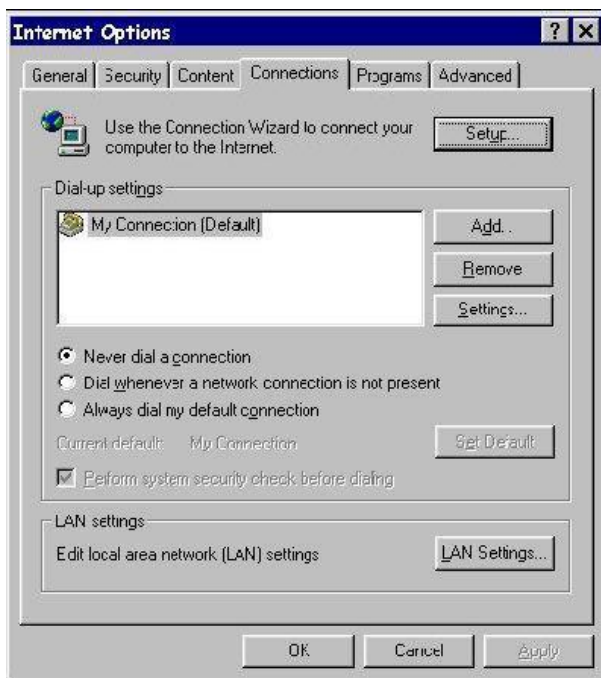 Internet Options
General Security Content Connections Programs Advanced
Use the Connection Wizard to connect your
computer to the Internet.
Setup...
Dial-up settings
My Connection (Default)
Add...
Remove
Settings...
Never dial a connection
Dial whenever a network connection is not present
Always dial my default connection
Current default: My Connection
Set Default
Perform system security check before dialing
LAN settings
Edit local area network (LAN) settings
LAN Settings...
OK Cancel Apply